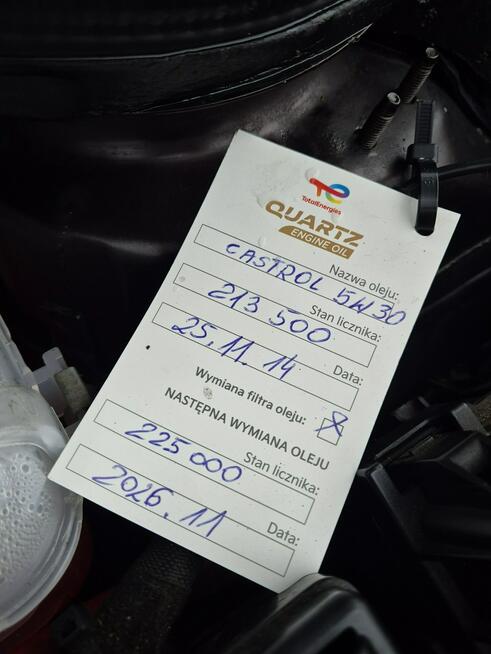 TotalEnergies
QUARTZ
ENGINE OIL
Nazwa oleju:
CASTROL 5W30
Stan licznika:
213 500
Data:
25.11.14
Wymiana filtra oleju:
NASTĘPNA WYMIANA OLEJU
Stan licznika:
225 000
Data:
2026.11